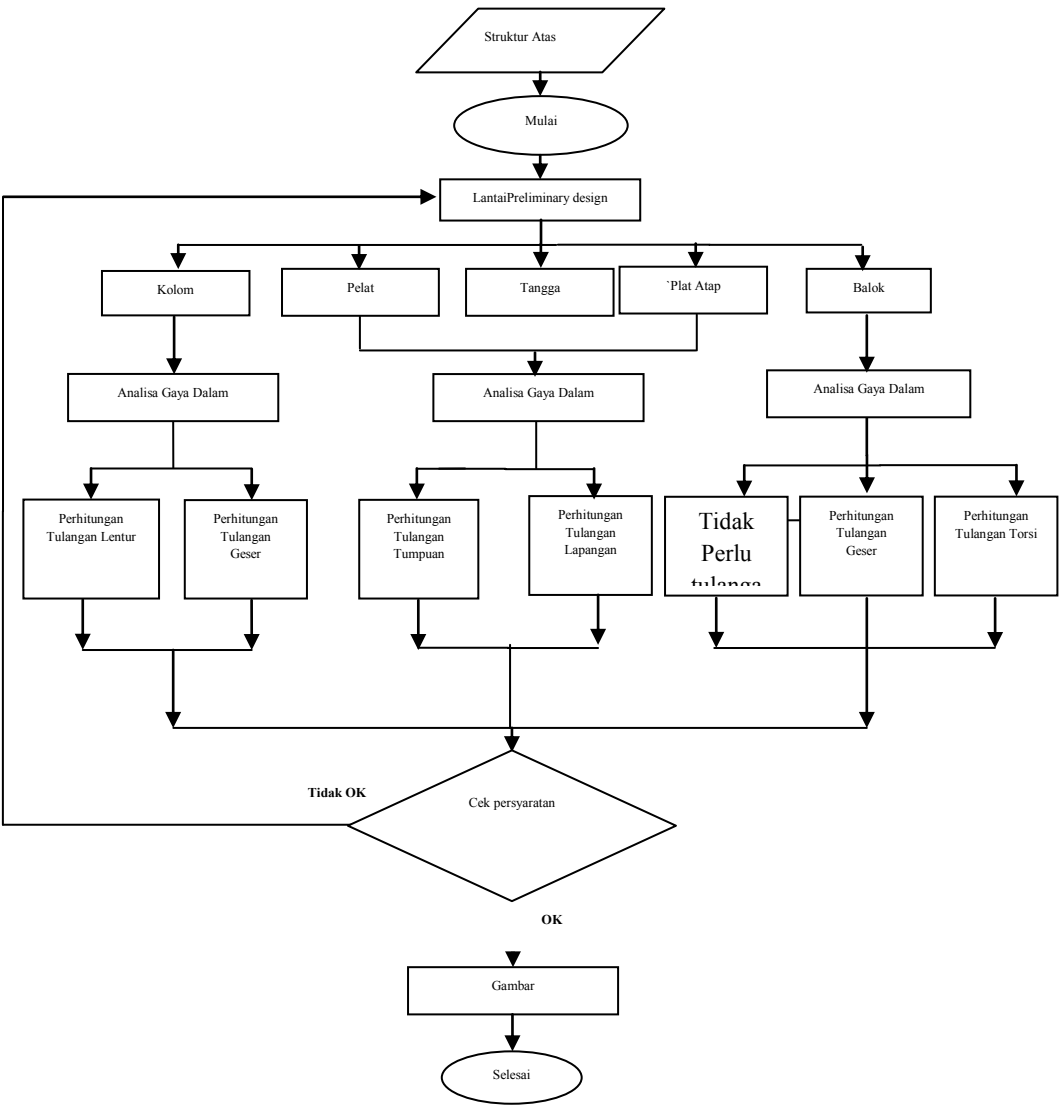 Struktur Atas
Mulai
LantaiPreliminary design
Kolom
Pelat
Tangga
`Plat Atap
Balok
Analisa Gaya Dalam
Analisa Gaya Dalam
Analisa Gaya Dalam
Perhitungan
Tulangan Lentur
Perhitungan
Tulangan
Geser
Perhitungan
Tulangan
Tumpuan
Perhitungan
Tulangan
Lapangan
Tidak
Perlu
tulanga
Perhitungan
Tulangan
Geser
Perhitungan
Tulangan Torsi
Tidak OK
Cek persyaratan
OK
Gambar
Selesai